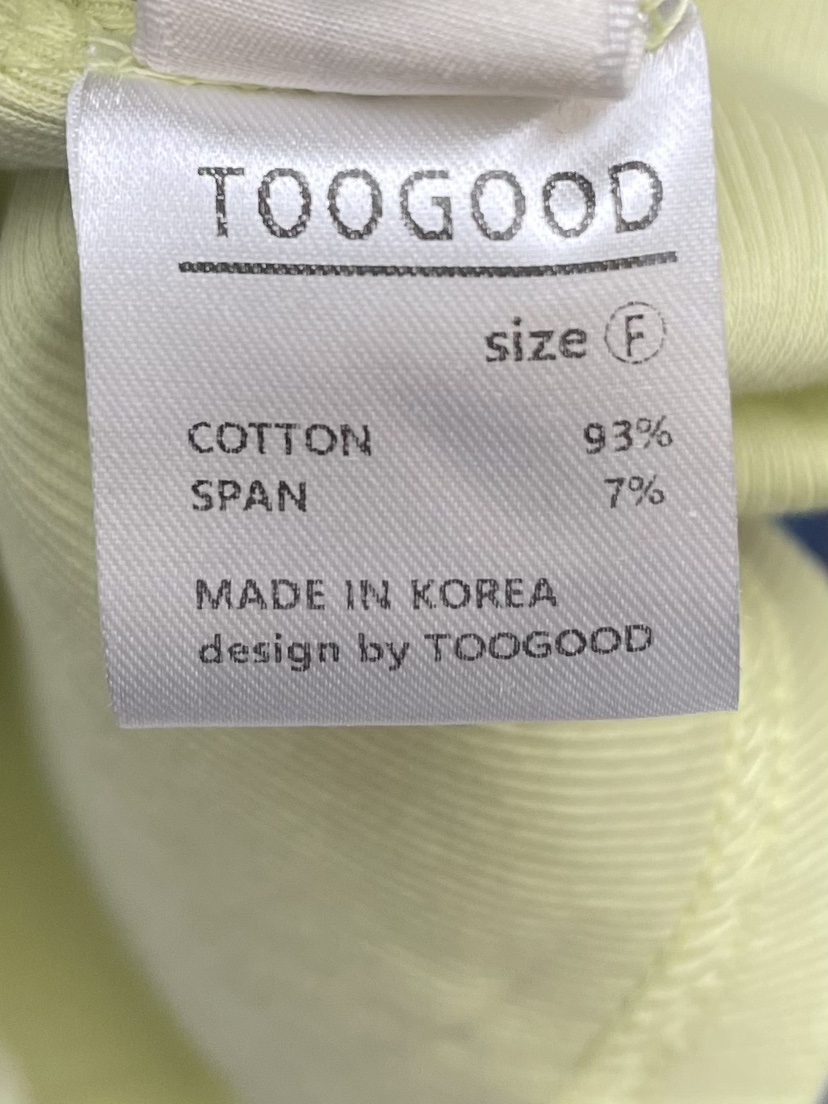 TOOGOOD
size Ⓕ
COTTON 93%
SPAN 7%
MADE IN KOREA
design by TOOGOOD